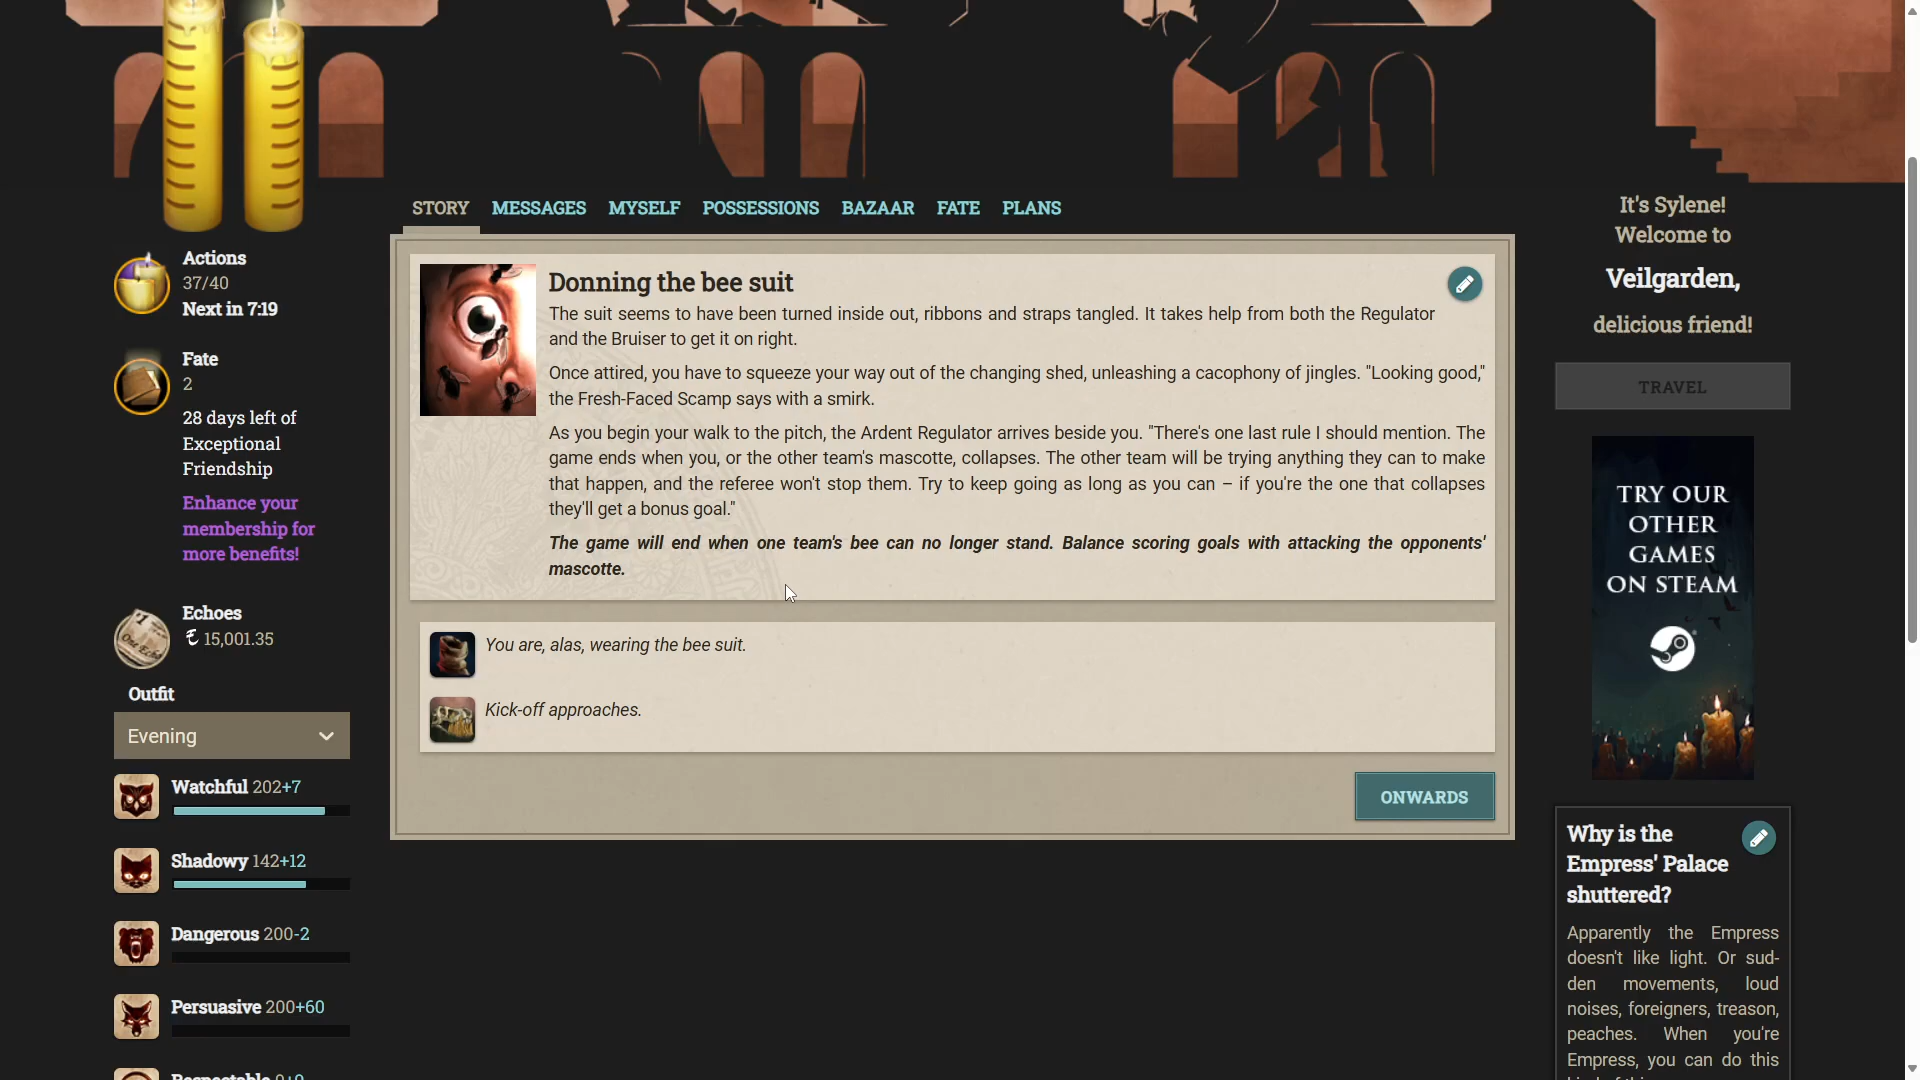 STORY MESSAGES MYSELF POSSESSIONS BAZAAR FATE PLANS
Actions
37/40
Next in 7:19
Fate
2
28 days left of
Exceptional
Friendship
Enhance your
membership for
more benefits!
Echoes
15,001.35
Outfit
Evening
Watchful 202+7
Shadowy 142+12
Dangerous 200-2
Persuasive 200+60
Donning the bee suit
The suit seems to have been turned inside out, ribbons and straps tangled. It takes help from both the Regulator
and the Bruiser to get it on right.
Once attired, you have to squeeze your way out of the changing shed, unleashing a cacophony of jingles. "Looking good,"
the Fresh-Faced Scamp says with a smirk.
As you begin your walk to the pitch, the Ardent Regulator arrives beside you. "There's one last rule I should mention. The
game ends when you, or the other team's mascotte, collapses. The other team will be trying anything they can to make
that happen, and the referee won't stop them. Try to keep going as long as you can – if you're the one that collapses
they'll get a bonus goal."
The game will end when one team's bee can no longer stand. Balance scoring goals with attacking the opponents'
mascotte.
You are, alas, wearing the bee suit.
Kick-off approaches.
ONWARDS
It's Sylene!
Welcome to
Veilgarden,
delicious friend!
TRAVEL
TRY OUR
OTHER
GAMES
ON STEAM
Why is the
Empress' Palace
shuttered?
Apparently the Empress
doesn't like light. Or sud-
den movements, loud
noises, foreigners, treason,
peaches. When you're
Empress, you can do this